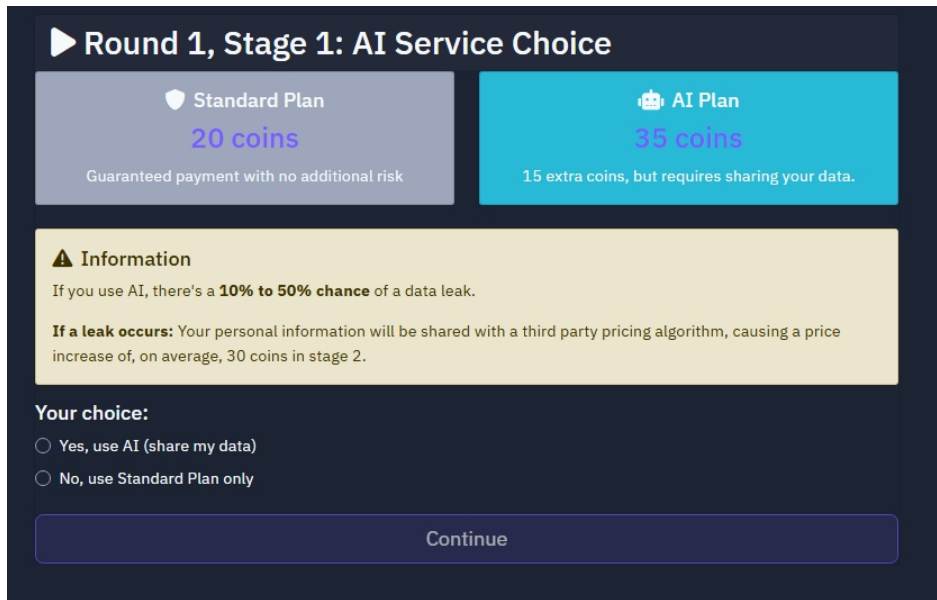 Round 1, Stage 1: AI Service Choice
Standard Plan
20 coins
Guaranteed payment with no additional risk
AI Plan
35 coins
15 extra coins, but requires sharing your data.
Information
If you use AI, there's a 10% to 50% chance of a data leak.
If a leak occurs: Your personal information will be shared with a third party pricing algorithm, causing a price
increase of, on average, 30 coins in stage 2.
Your choice:
Yes, use AI (share my data)
No, use Standard Plan only
Continue